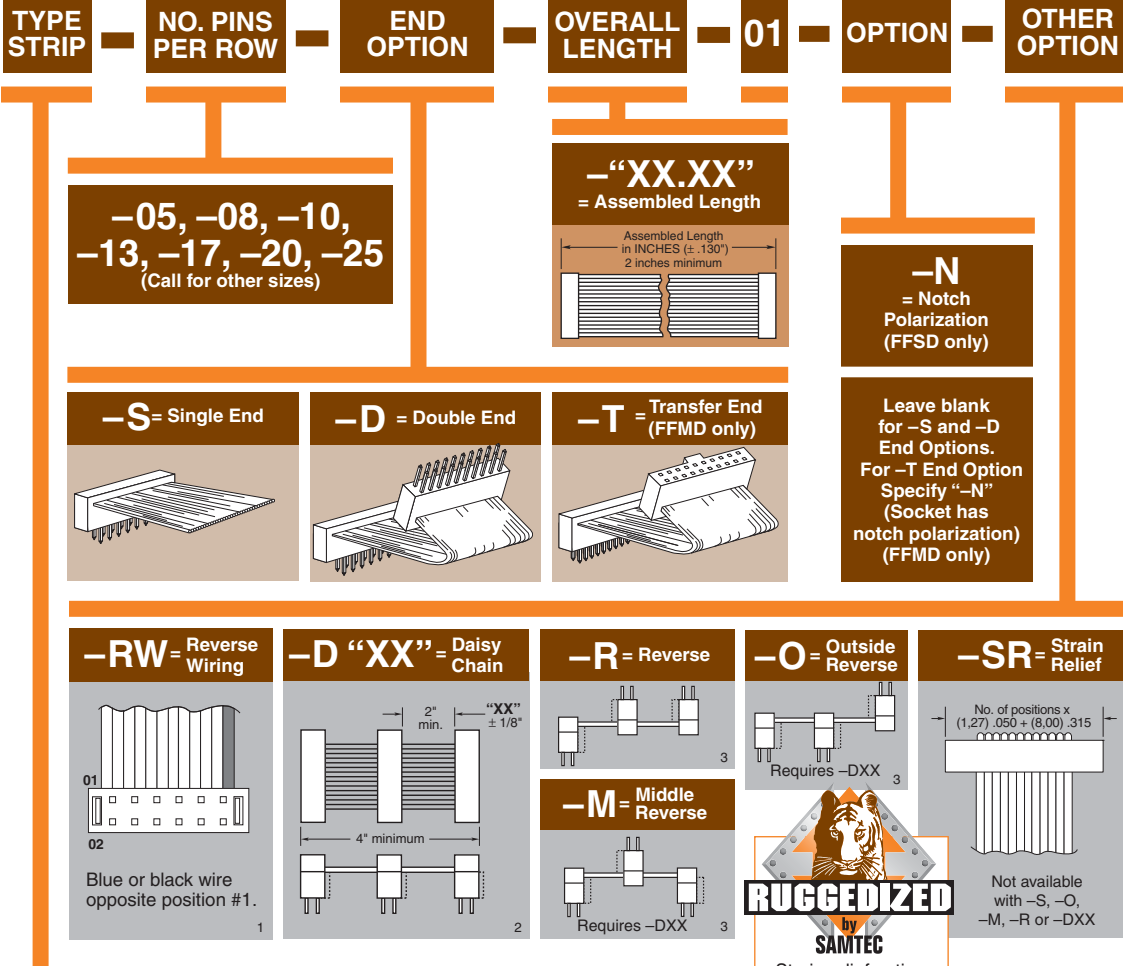 TYPE STRIP
NO. PINS PER ROW
END OPTION
OVERALL LENGTH
01
OPTION
OTHER OPTION
–05, –08, –10,
–13, –17, –20, –25
(Call for other sizes)
–“XX.XX”
= Assembled Length
Assembled Length
in INCHES (± .130")
2 inches minimum
–N
= Notch
Polarization
(FFSD only)
Leave blank
for –S and –D
End Options.
For –T End Option
Specify “–N”
(Socket has
notch polarization)
(FFMD only)
–S = Single End
–D = Double End
–T = Transfer End
(FFMD only)
–RW = Reverse
Wiring
01
02
Blue or black wire
opposite position #1.
1
–D “XX” = Daisy
Chain
2"
min.
“XX”
± 1/8"
4" minimum
2
–R = Reverse
3
–M = Middle
Reverse
Requires –DXX
3
–O = Outside
Reverse
Requires –DXX
3
RUGGEDIZED
by
SAMTEC
–SR = Strain
Relief
No. of positions x
(1,27) .050 + (8,00) .315
Not available
with –S, –O,
–M, –R or –DXX